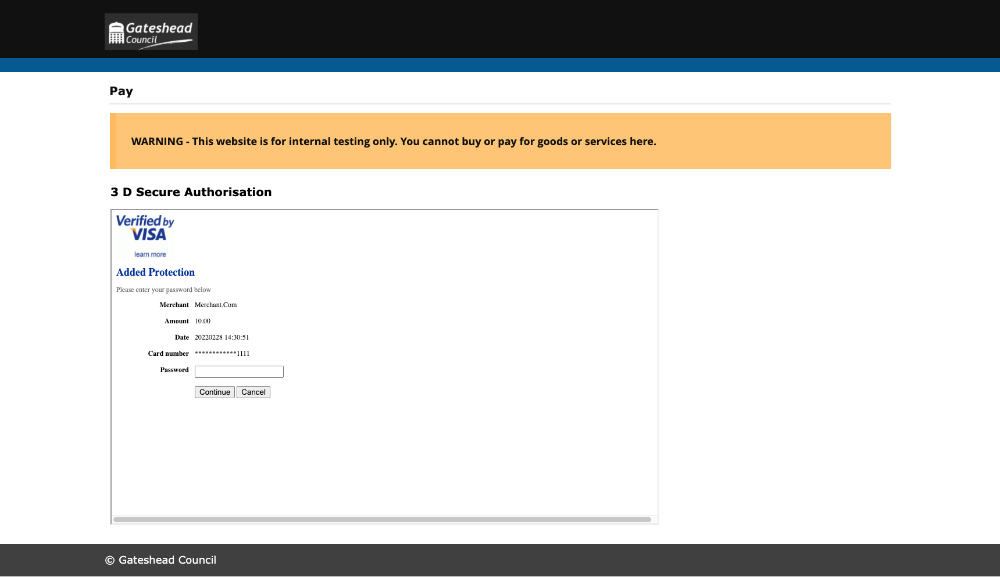 Gateshead
Council
Pay
WARNING - This website is for internal testing only. You cannot buy or pay for goods or services here.
3 D Secure Authorisation
Verified by
VISA
learn more
Added Protection
Please enter your password below
Merchant Merchant.Com
Amount 10.00
Date 20220228 14:30:51
Card number ************1111
Password
Continue Cancel
© Gateshead Council